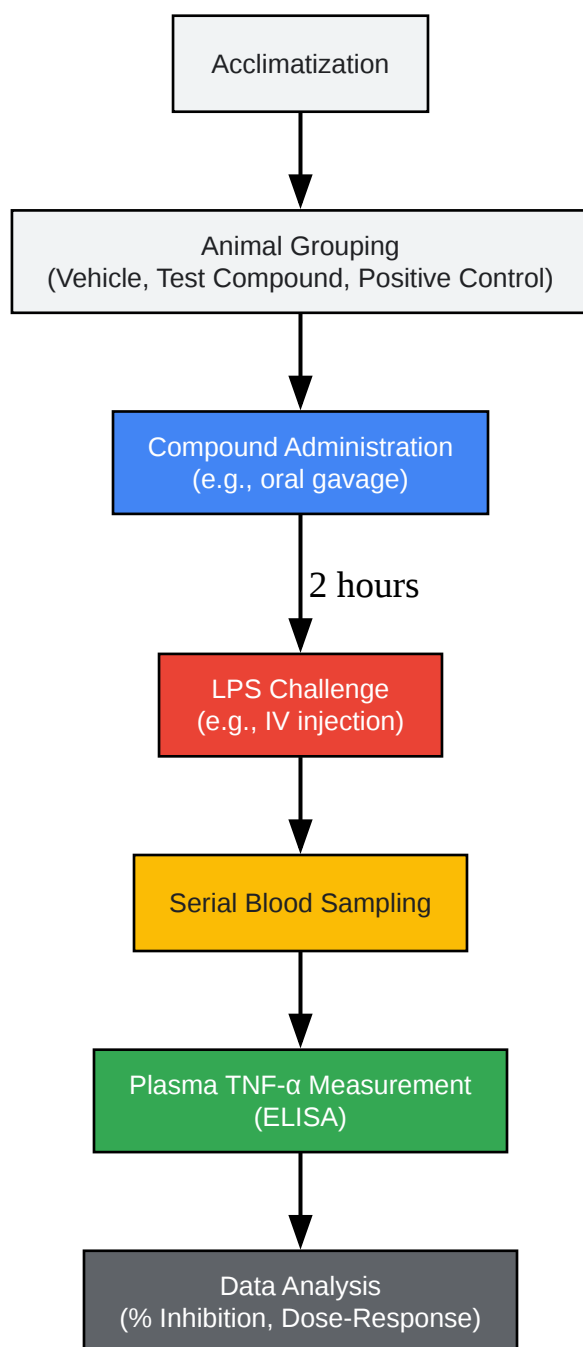 Acclimatization
Animal Grouping
(Vehicle, Test Compound, Positive Control)
Compound Administration
(e.g., oral gavage)
2 hours
LPS Challenge
(e.g., IV injection)
Serial Blood Sampling
Plasma TNF-α Measurement
(ELISA)
Data Analysis
(% Inhibition, Dose-Response)